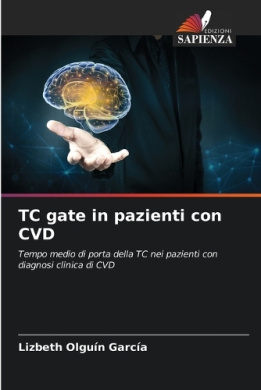 EDIZIONI
SAPIENZA
TC gate in pazienti con
CVD
Tempo medio di porta della TC nei pazienti con
diagnosi clinica di CVD
Lizbeth Olguín García